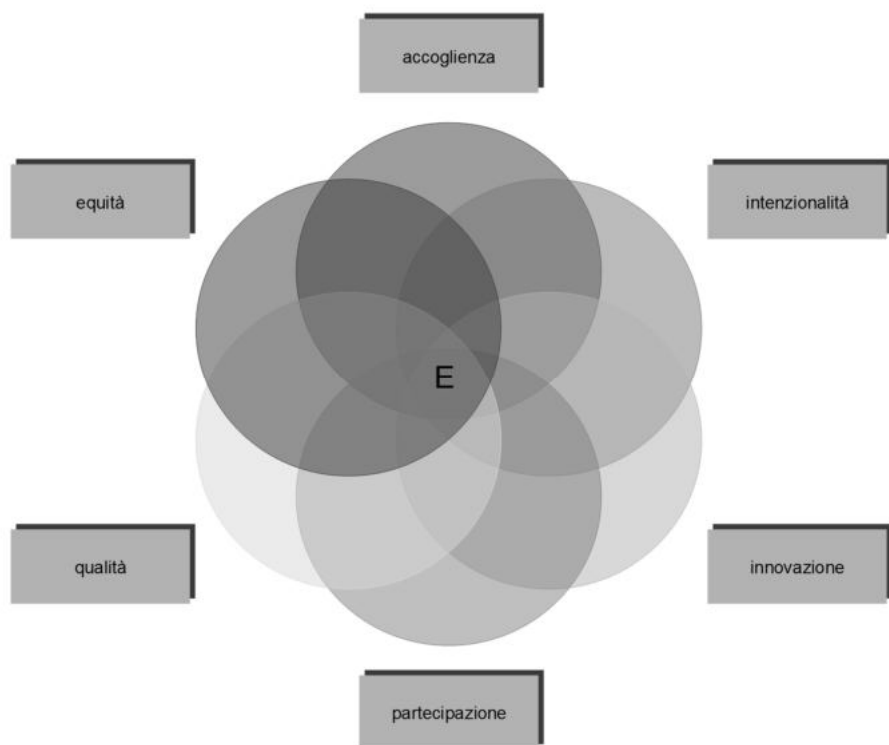 accoglienza
equità
intenzionalità
E
qualità
innovazione
partecipazione